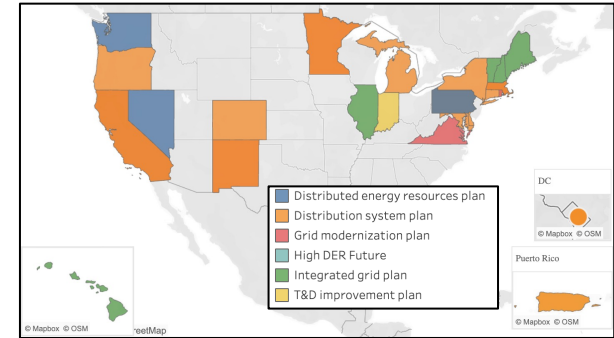 Distributed energy resources plan
Distribution system plan
Grid modernization plan
High DER Future
Integrated grid plan
T&D improvement plan
DC
© Mapbox © OSM
Puerto Rico
© Mapbox © OSM
© Mapbox © OSM
reetMap